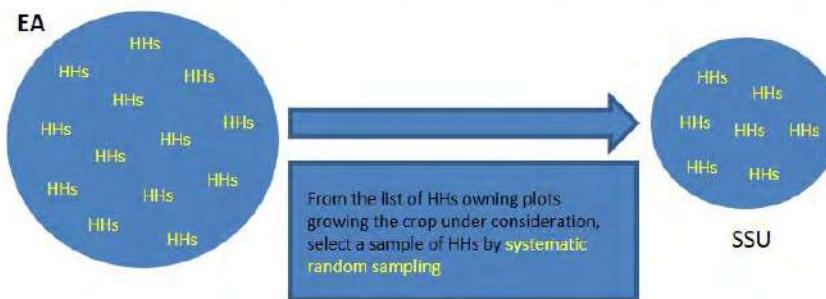 EA
HHs
HHs
HHs
HHs
HHs
HHs
HHs
HHs
HHs
HHs
HHs
HHs
HHs
From the list of HHs owning plots
growing the crop under consideration,
select a sample of HHs by systematic
random sampling
HHs
HHs
HHs
HHs
HHs
HHs
HHs
SSU